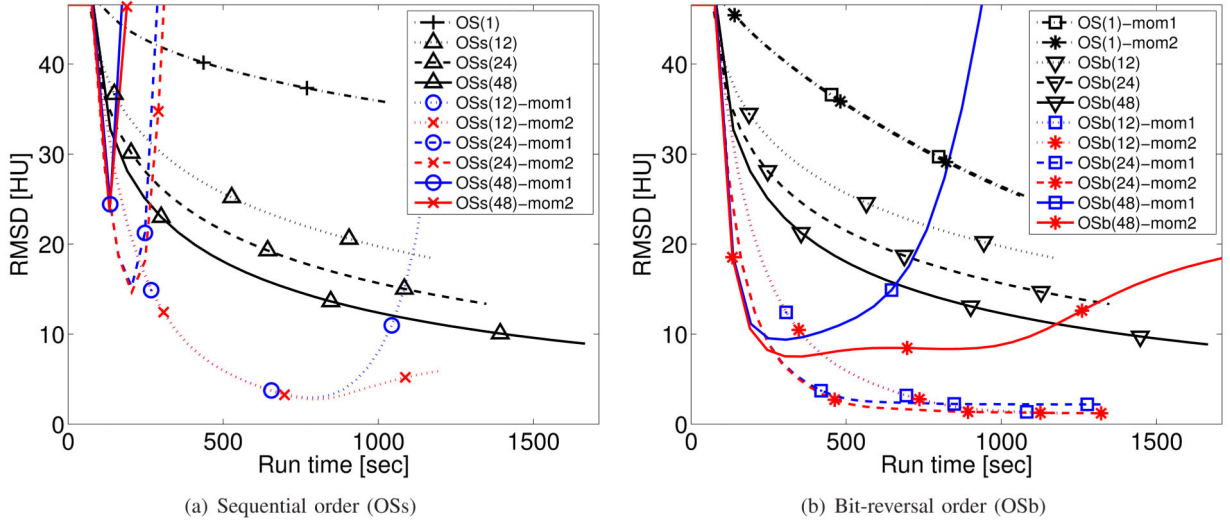 OS(1)
OSs(12)
OSs(24)
OSs(48)
OSs(12)−mom1
OSs(12)−mom2
OSs(24)−mom1
OSs(24)−mom2
OSs(48)−mom1
OSs(48)−mom2
RMSD [HU]
40
30
20
10
0
0 500 1000 1500
Run time [sec]
(a) Sequential order (OSs)
OS(1)−mom1
OS(1)−mom2
OSb(12)
OSb(24)
OSb(48)
OSb(12)−mom1
OSb(12)−mom2
OSb(24)−mom1
OSb(24)−mom2
OSb(48)−mom1
OSb(48)−mom2
RMSD [HU]
40
30
20
10
0
0 500 1000 1500
Run time [sec]
(b) Bit-reversal order (OSb)